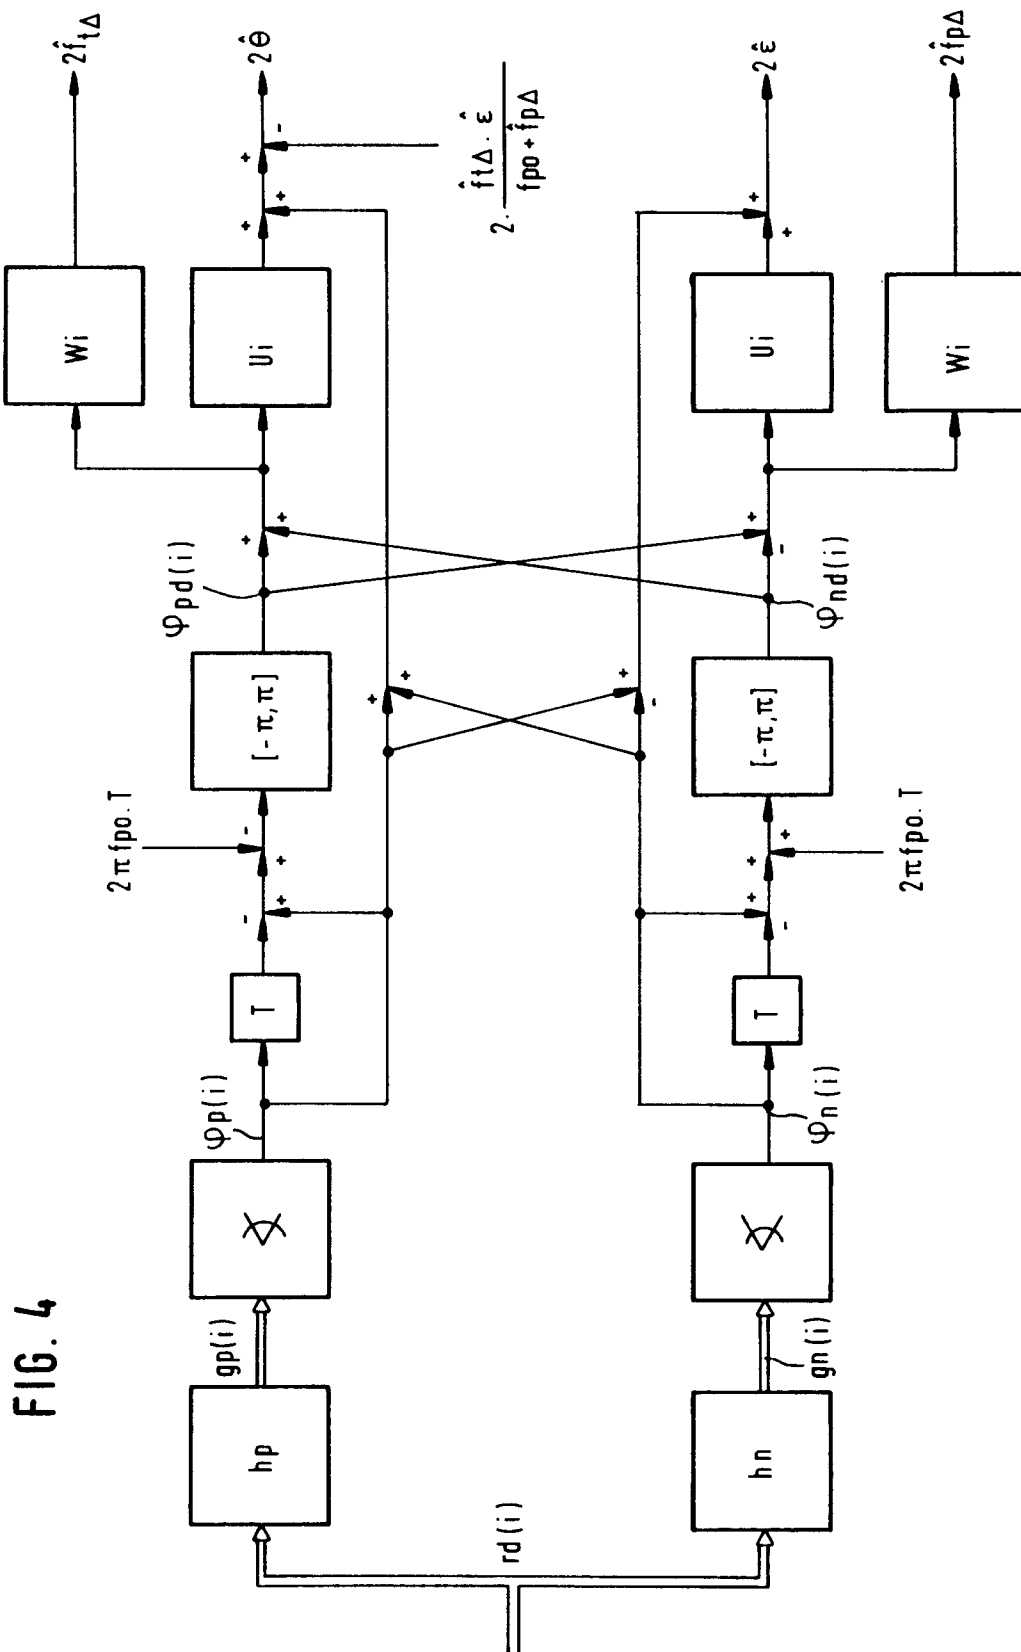 FIG. 4
rd(i)
hp
gp(i)
φp(i)
T
2πfpo.T
[-π,π]
φpd(i)
Wi
Ui
2f̂tΔ
2θ̂
2. f̂tΔ . ε̂ / fpo + f̂pΔ
hn
gn(i)
φn(i)
T
2πfpo.T
[-π,π]
φnd(i)
Ui
Wi
2ε̂
2f̂pΔ